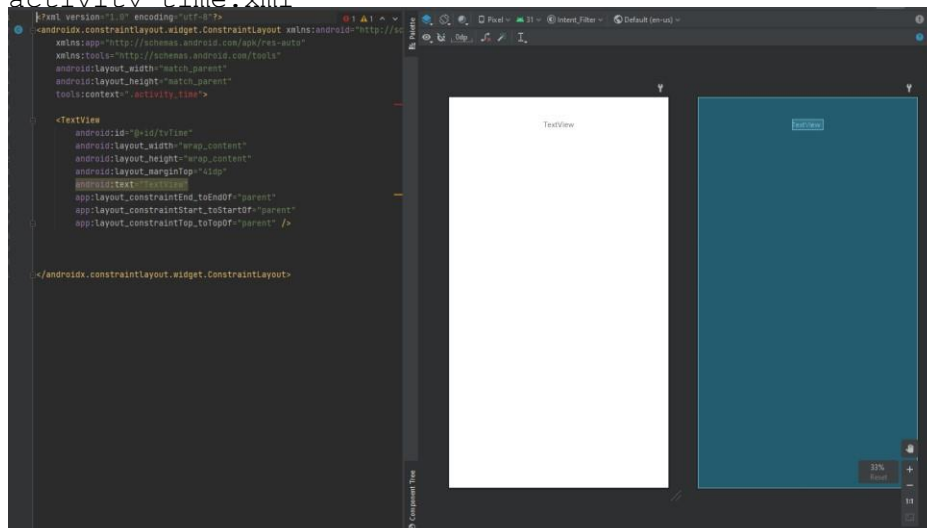 activity_time.xml
<?xml version="1.0" encoding="utf-8"?>
1 1
Pixel
31
Intent_Filter
Default (en-us)
<androidx.constraintlayout.widget.ConstraintLayout xmlns:android="http://sc
xmlns:app="http://schemas.android.com/apk/res-auto"
xmlns:tools="http://schemas.android.com/tools"
android:layout_width="match_parent"
android:layout_height="match_parent"
tools:context=".activity_time">
<TextView
android:id="@+id/tvTime"
android:layout_width="wrap_content"
android:layout_height="wrap_content"
android:layout_marginTop="41dp"
android:text="TextView"
app:layout_constraintEnd_toEndOf="parent"
app:layout_constraintStart_toStartOf="parent"
app:layout_constraintTop_toTopOf="parent" />
</androidx.constraintlayout.widget.ConstraintLayout>
Palette
0dp
TextView
TextView
Component Tree
33%
Reset
1:1